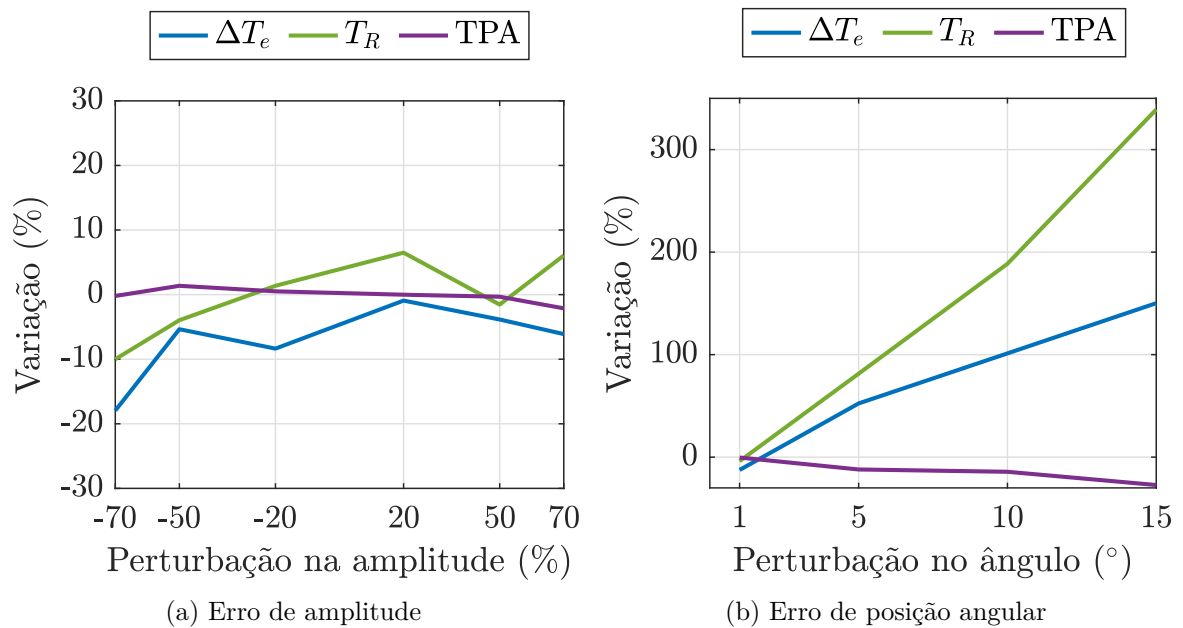 ΔTₑ T_R TPA
30
20
10
0
-10
-20
-30
Variação (%)
-70 -50 -20 20 50 70
Perturbação na amplitude (%)
(a) Erro de amplitude
ΔTₑ T_R TPA
300
200
100
0
Variação (%)
1 5 10 15
Perturbação no ângulo (°)
(b) Erro de posição angular